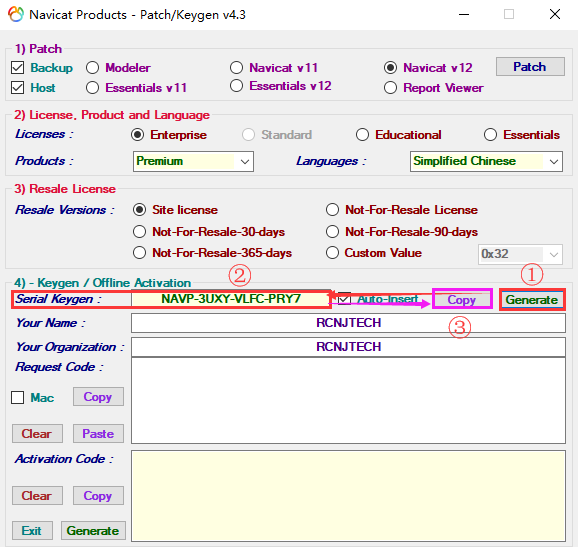 Navicat Products - Patch/Keygen v4.3
1) Patch
Backup Modeler Navicat v11 Navicat v12 Patch
Host Essentials v11 Essentials v12 Report Viewer
2) License, Product and Language
Licenses : Enterprise Standard Educational Essentials
Products : Premium Languages : Simplified Chinese
3) Resale License
Resale Versions : Site license Not-For-Resale License
Not-For-Resale-30-days Not-For-Resale-90-days
Not-For-Resale-365-days Custom Value 0x32
4) - Keygen / Offline Activation
② ①
Serial Keygen : NAVP-3UXY-VLFC-PRY7 Auto-Insert Copy Generate
Your Name : RCNJTECH ③
Your Organization : RCNJTECH
Request Code :
Mac Copy
Clear Paste
Activation Code :
Clear Copy
Exit Generate